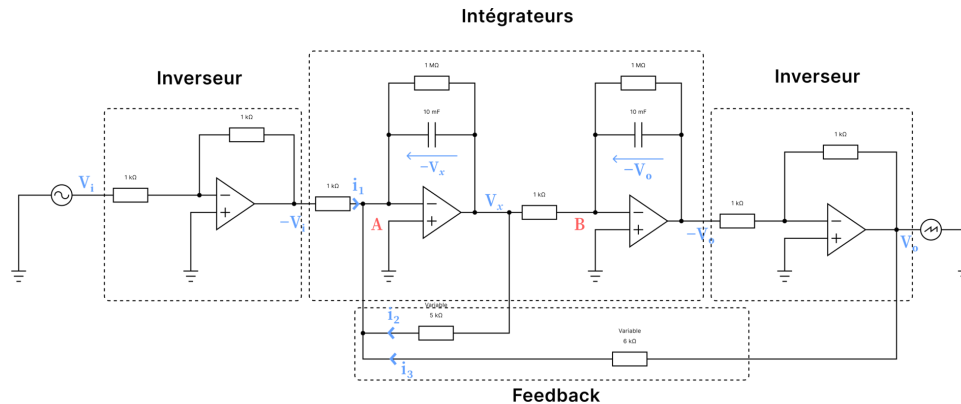 Intégrateurs
Inverseur
Inverseur
1 MΩ
1 MΩ
10 mF
10 mF
1 kΩ
1 kΩ
−Vx
−Vo
Vi
1 kΩ
1 kΩ
i1
Vx
1 kΩ
1 kΩ
A
B
−Vi
−Vo
Vo
Variable
5 kΩ
i2
Variable
6 kΩ
i3
Feedback